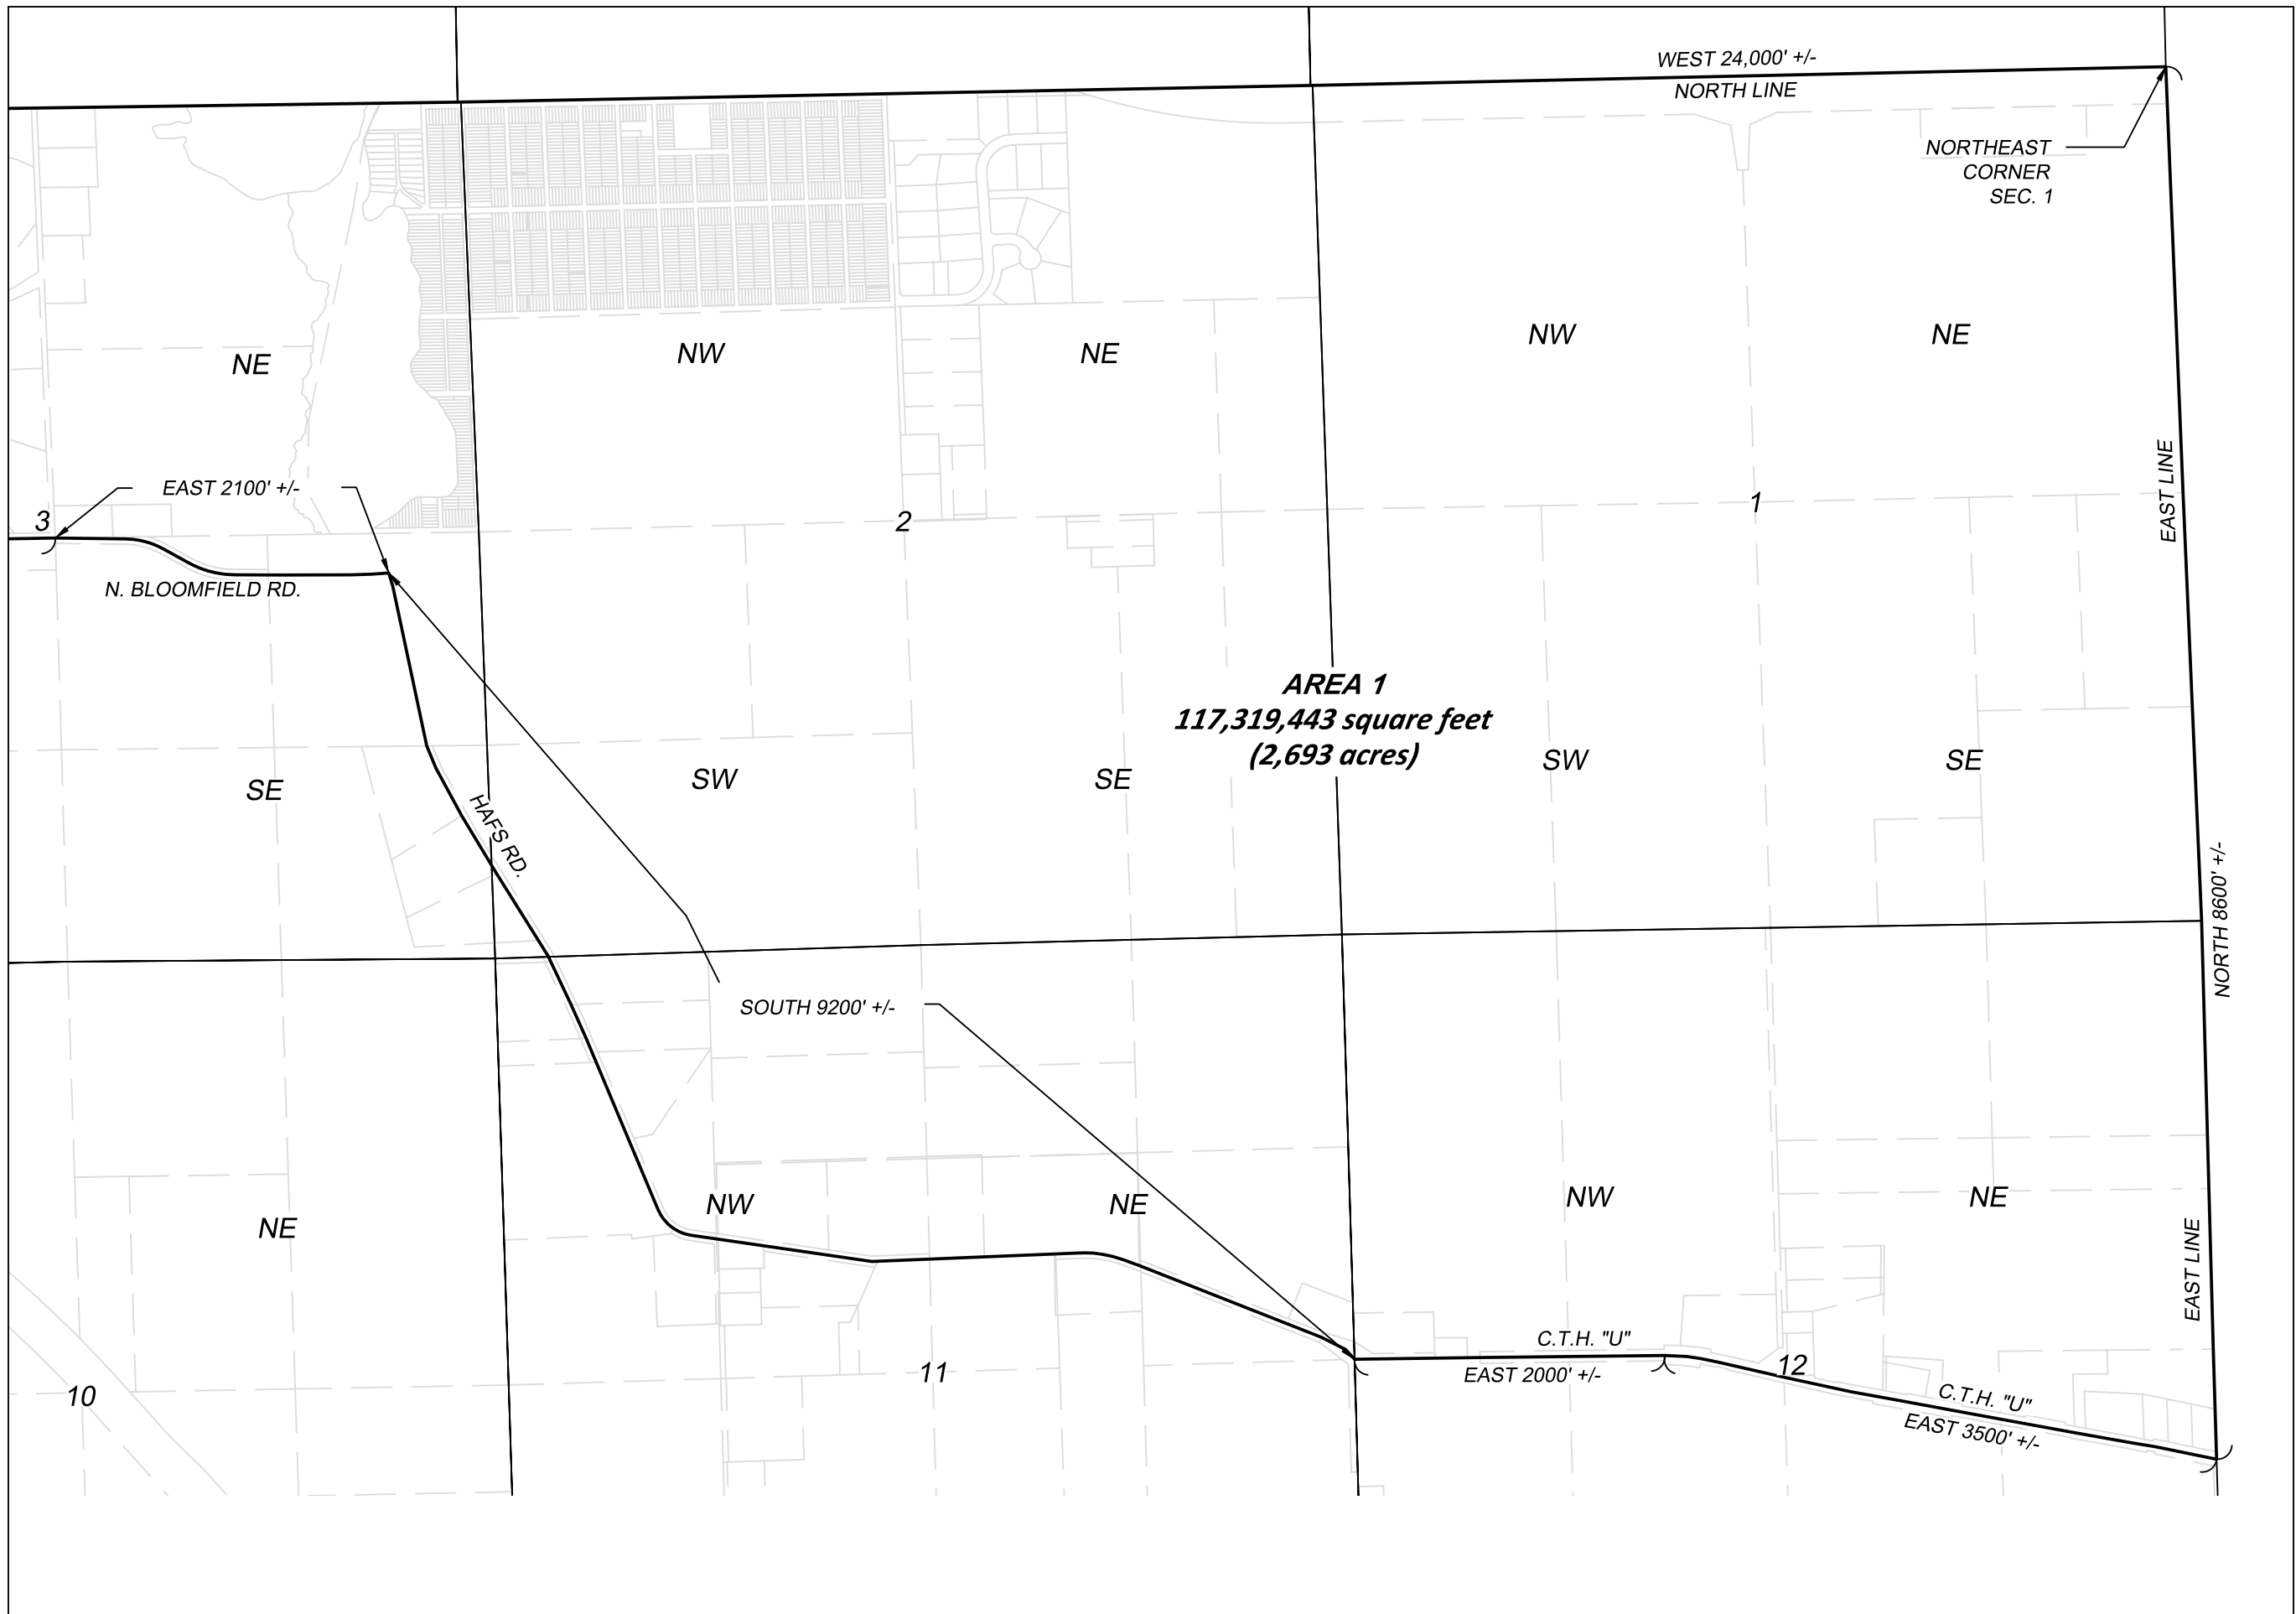 WEST 24,000' +/-
NORTH LINE
NORTHEAST
CORNER
SEC. 1
NE
NW
NE
NW
NE
EAST LINE
EAST 2100' +/-
3
2
1
N. BLOOMFIELD RD.
AREA 1
117,319,443 square feet
(2,693 acres)
SE
SW
SE
SW
SE
HAFS RD.
NORTH 8600' +/-
SOUTH 9200' +/-
NE
NW
NE
NW
NE
EAST LINE
C.T.H. "U"
EAST 2000' +/-
10
11
12
C.T.H. "U"
EAST 3500' +/-